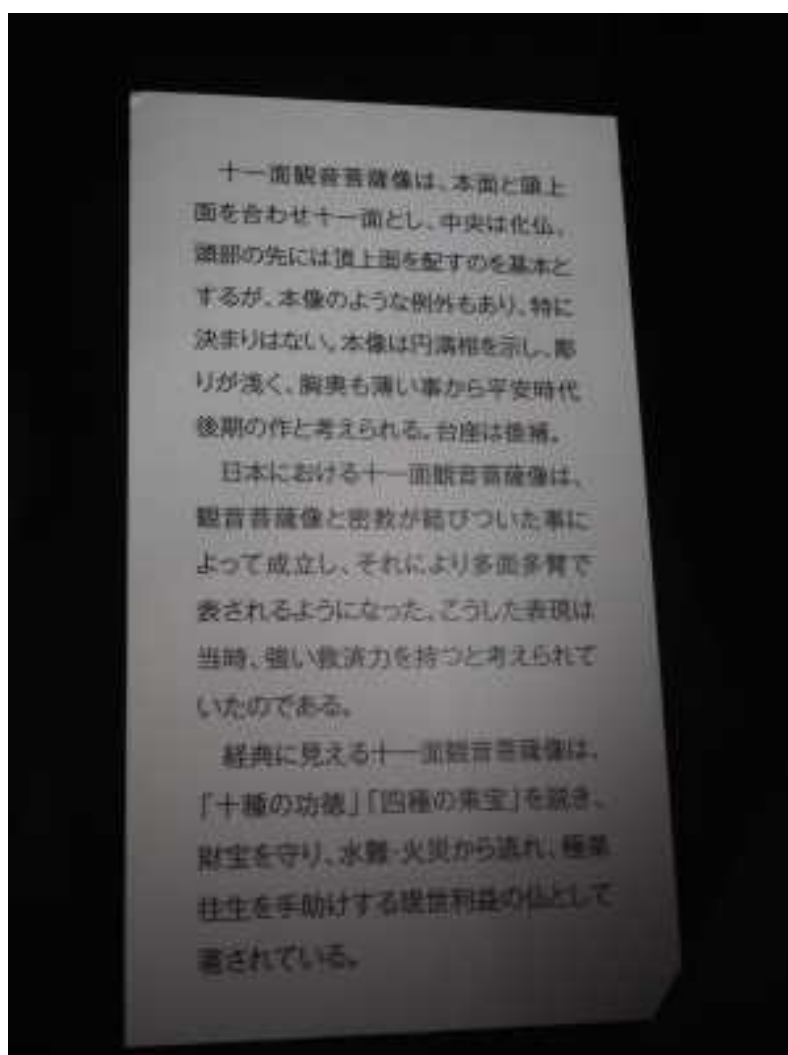 十一面観音菩薩像は、本面と頭上
面を合わせ十一面とし、中央は化仏、
頭部の先には頂上面を配すのを基本と
するが、本像のような例外もあり、特に
決まりはない。本像は円満相を示し、彫
りが浅く、胸奥も薄い事から平安時代
後期の作と考えられる。台座は後補。
日本における十一面観音菩薩像は、
観音菩薩像と密教が結びついた事に
よって成立し、それにより多面多臂で
表されるようになった。こうした表現は
当時、強い救済力を持つと考えられて
いたのである。
経典に見える十一面観音菩薩像は、
「十種の功徳」「四種の果宝」を説き、
財宝を守り、水難・火災から逃れ、極楽
往生を手助けする現世利益の仏として
著されている。